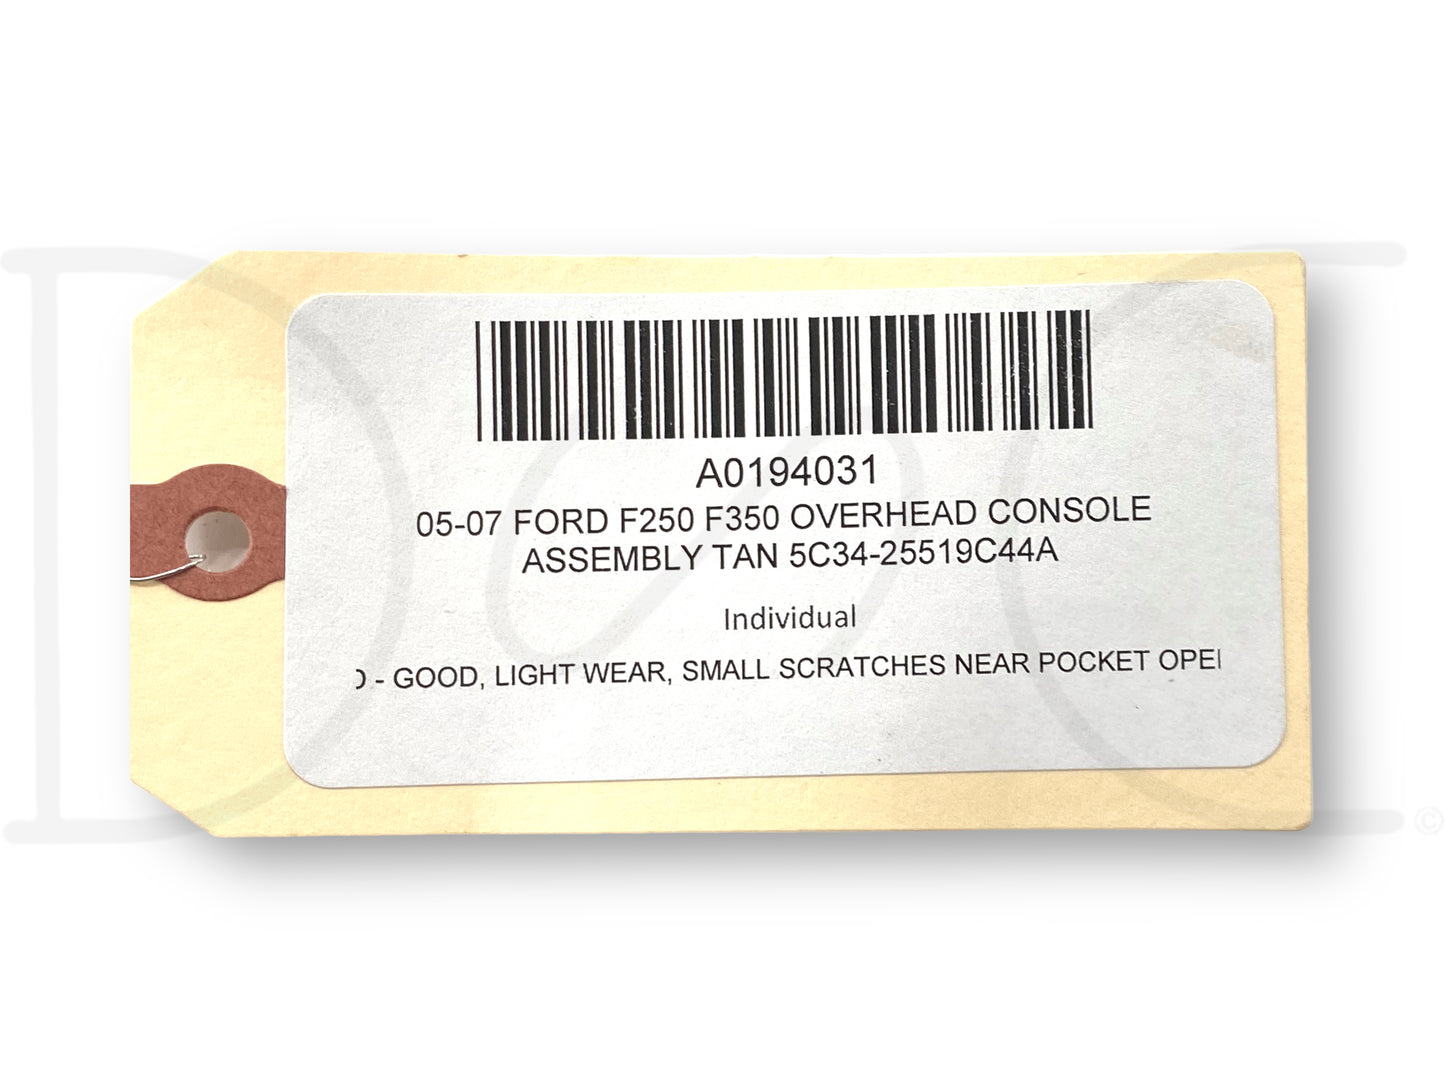 A0194031
05-07 FORD F250 F350 OVERHEAD CONSOLE
ASSEMBLY TAN 5C34-25519C44A
Individual
- GOOD, LIGHT WEAR, SMALL SCRATCHES NEAR POCKET
©